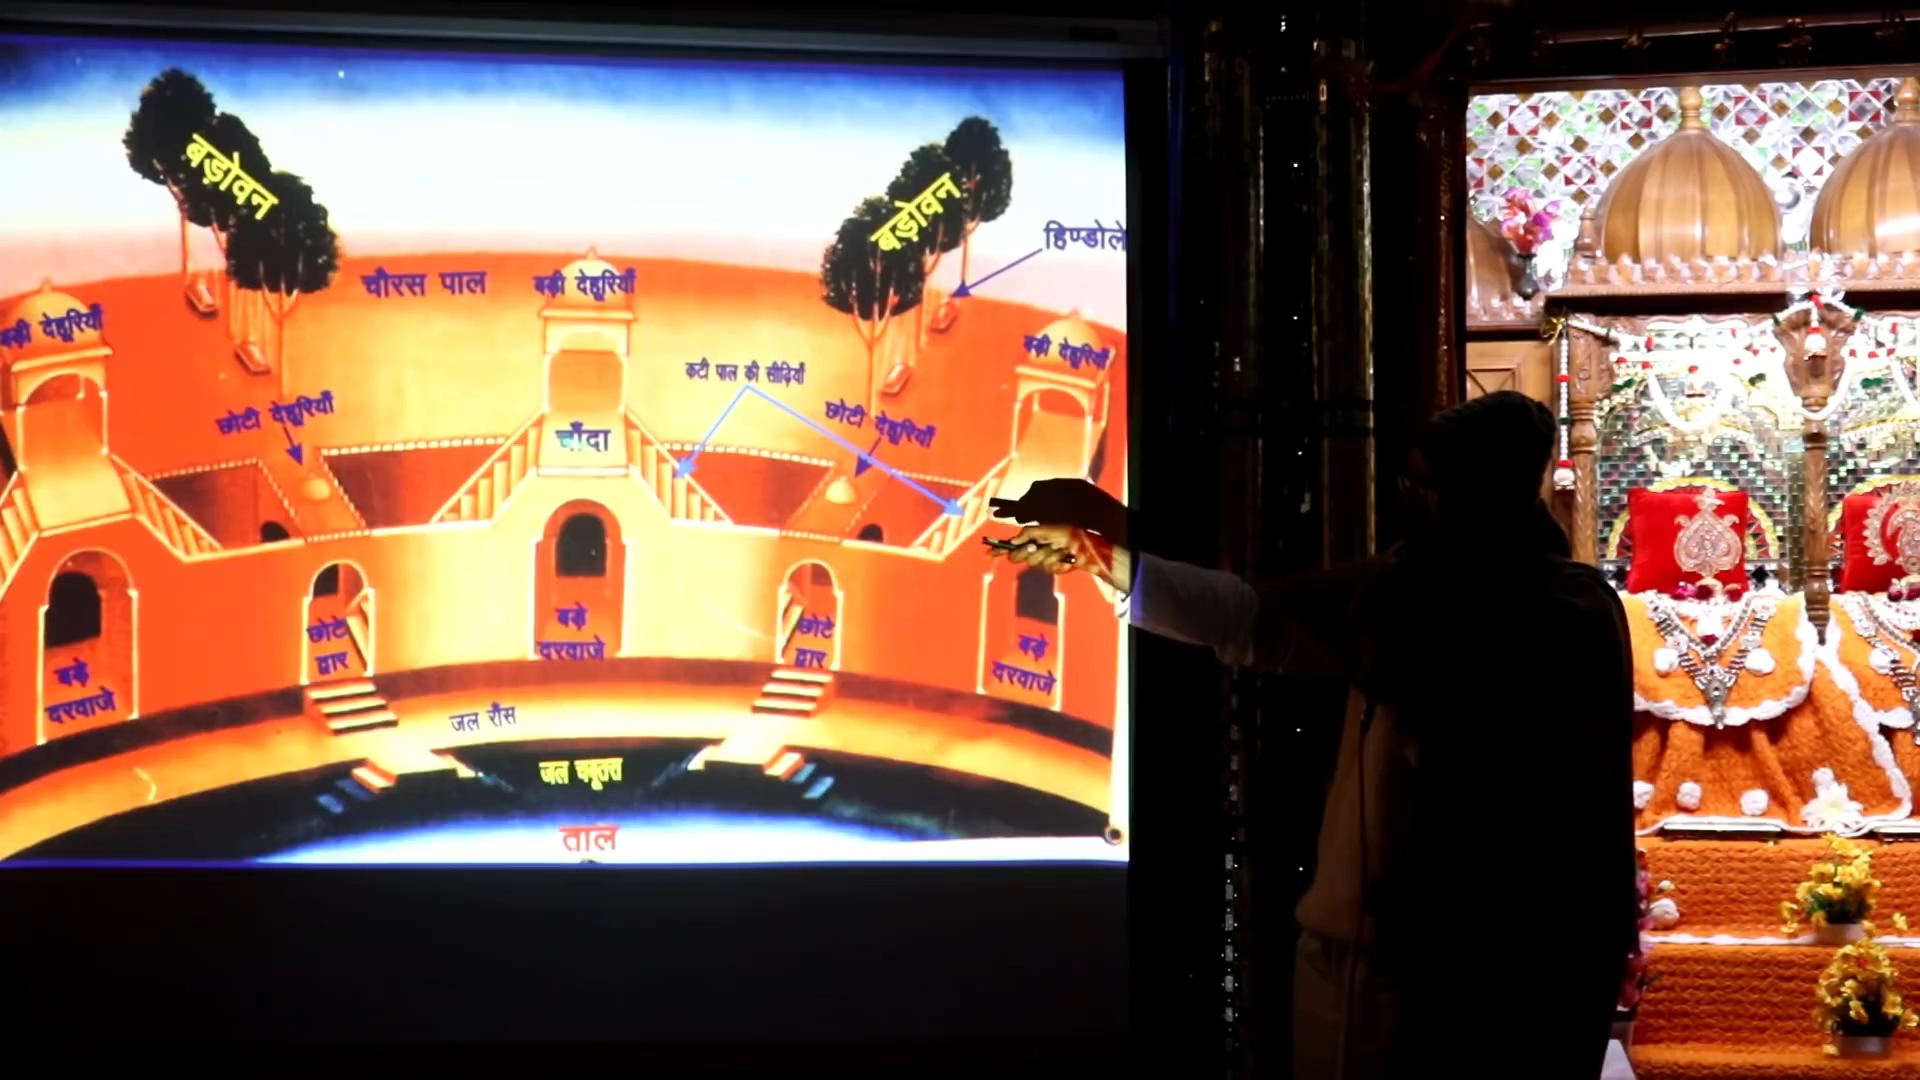 बड़ोवन
बड़ोवन
हिण्डोले
चौरस पाल
बड़ी देहूरियाँ
बड़ी देहूरियाँ
बड़ी देहूरियाँ
कटी पाल की सीढ़ियाँ
छोटी देहूरियाँ
छोटी देहूरियाँ
चाँदा
बड़े
दरवाजे
छोटे
द्वार
बड़े
दरवाजे
छोटे
द्वार
बड़े
दरवाजे
जल रौंस
जल चबूतरा
ताल